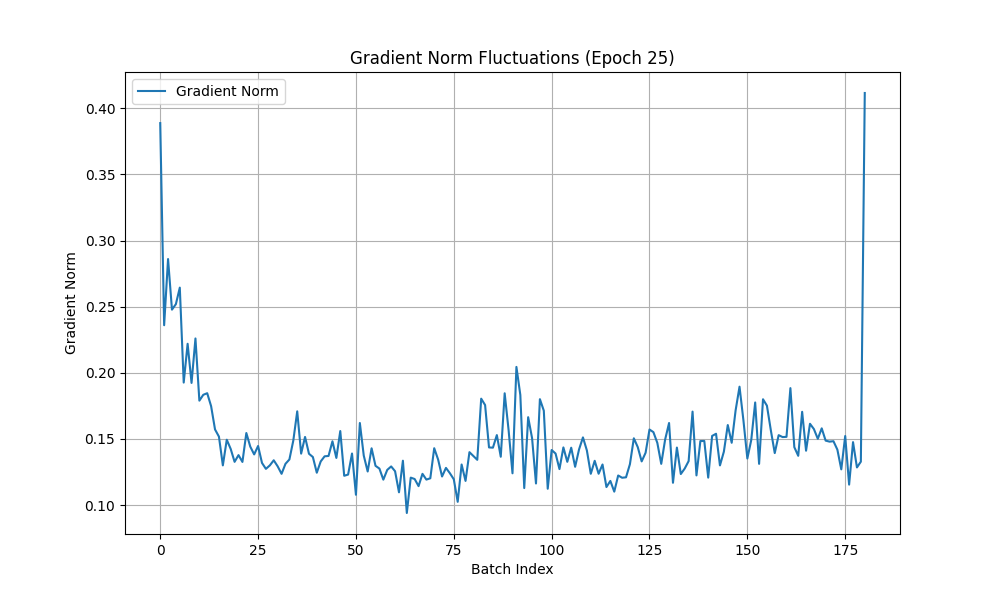 Gradient Norm Fluctuations (Epoch 25)
Gradient Norm
0.40
0.35
0.30
0.25
0.20
0.15
0.10
Gradient Norm
0 25 50 75 100 125 150 175
Batch Index